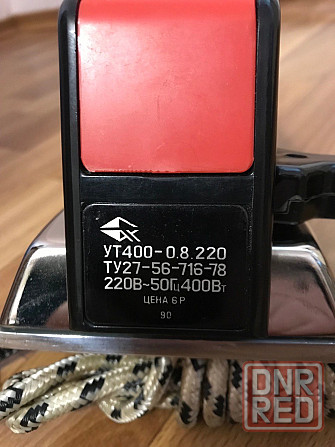 УТ400-0.8.220
ТУ27-56-716-78
220В~50Гц400Вт
ЦЕНА 6Р
90
DNR
RED